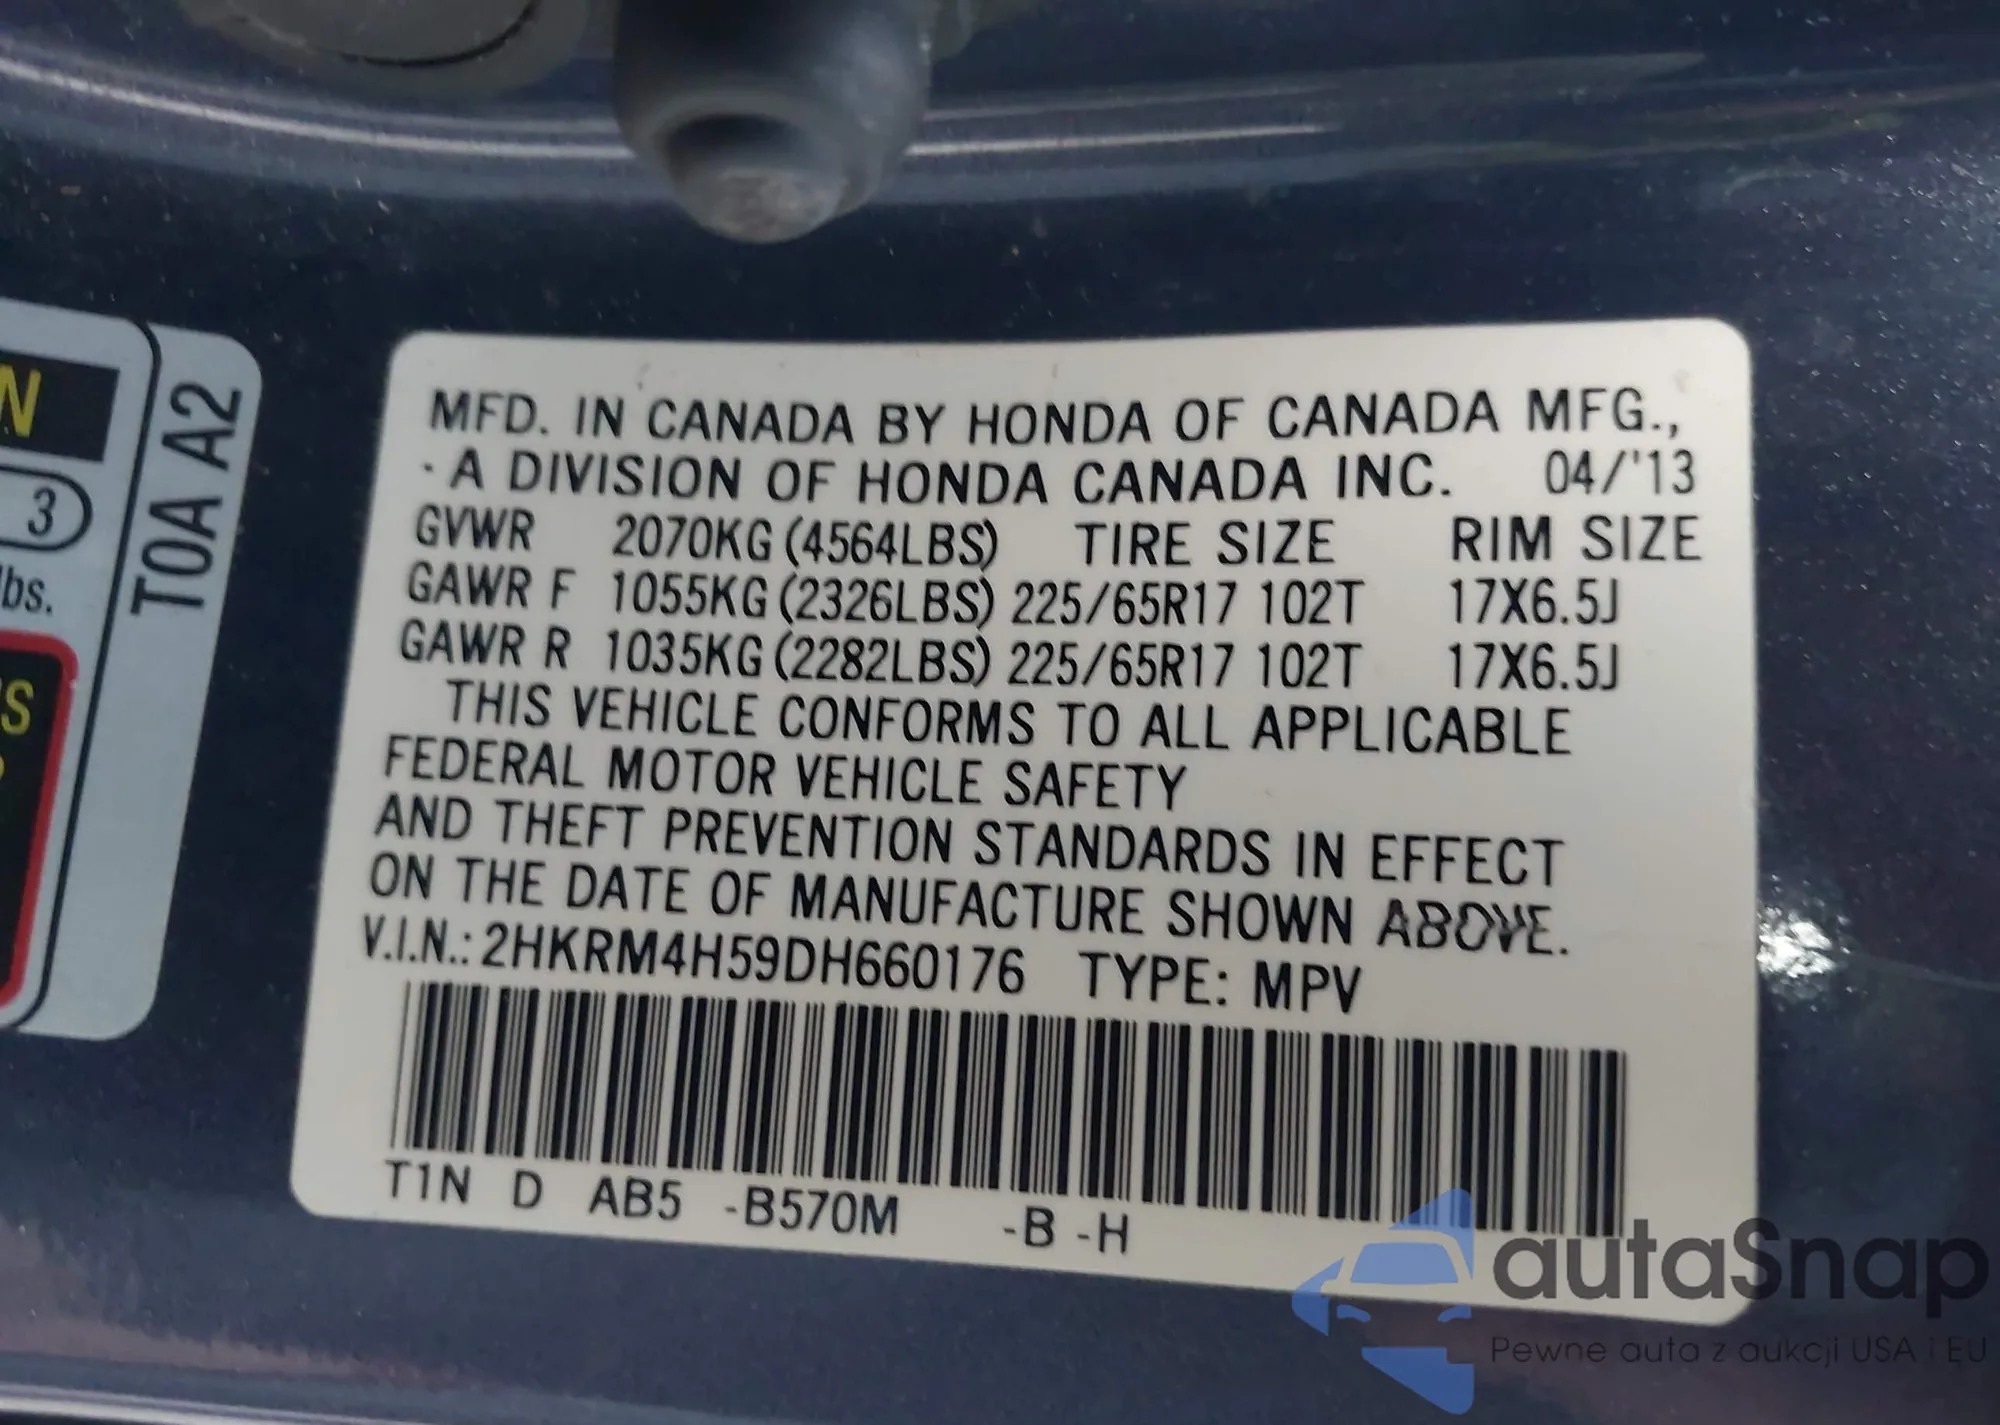 N
3
lbs.
S
T0A A2
MFD. IN CANADA BY HONDA OF CANADA MFG.,
- A DIVISION OF HONDA CANADA INC. 04/'13
GVWR 2070KG (4564LBS) TIRE SIZE RIM SIZE
GAWR F 1055KG (2326LBS) 225/65R17 102T 17X6.5J
GAWR R 1035KG (2282LBS) 225/65R17 102T 17X6.5J
THIS VEHICLE CONFORMS TO ALL APPLICABLE
FEDERAL MOTOR VEHICLE SAFETY
AND THEFT PREVENTION STANDARDS IN EFFECT
ON THE DATE OF MANUFACTURE SHOWN ABOVE.
V.I.N.: 2HKRM4H59DH660176 TYPE: MPV
T1N D AB5 -B570M -B -H
autaSnap
Pewne auta z aukcji USA i EU